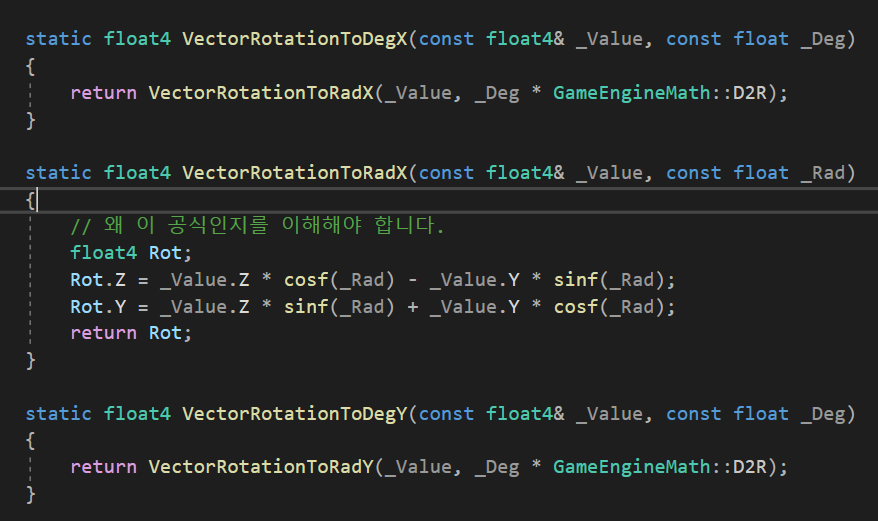 static float4 VectorRotationToDegX(const float4& _Value, const float _Deg)
{
    return VectorRotationToRadX(_Value, _Deg * GameEngineMath::D2R);
}

static float4 VectorRotationToRadX(const float4& _Value, const float _Rad)
{
    // 왜 이 공식인지를 이해해야 합니다.
    float4 Rot;
    Rot.Z = _Value.Z * cosf(_Rad) - _Value.Y * sinf(_Rad);
    Rot.Y = _Value.Z * sinf(_Rad) + _Value.Y * cosf(_Rad);
    return Rot;
}

static float4 VectorRotationToDegY(const float4& _Value, const float _Deg)
{
    return VectorRotationToRadY(_Value, _Deg * GameEngineMath::D2R);
}